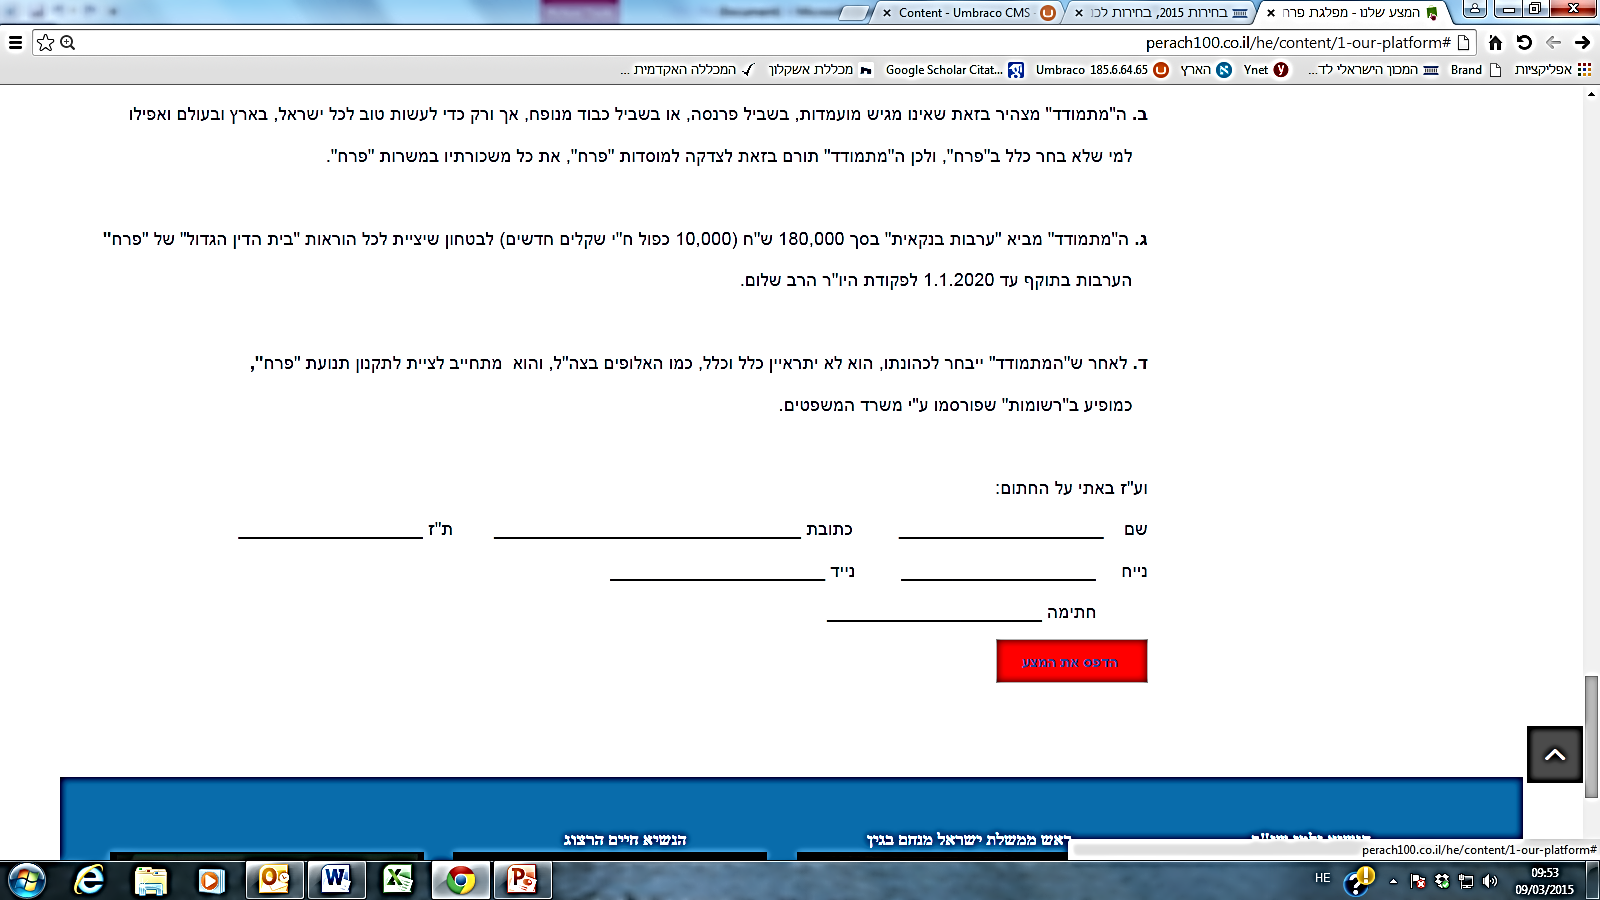 המצע שלנו - מפלגת פרח
בחירות 2015, בחירות לכנ
Content - Umbraco CMS -
perach100.co.il/he/content/1-our-platform#
אפליקציות
Brand
המכון הישראלי לד...
Ynet
הארץ
Umbraco 185.6.64.65
Google Scholar Citat...
מכללת אשקלון
המכללה האקדמית ...
ב. ה"מתמודד" מצהיר בזאת שאינו מגיש מועמדות, בשביל פרנסה, או בשביל כבוד מנופח, אך ורק כדי לעשות טוב לכל ישראל, בארץ ובעולם ואפילו
למי שלא בחר כלל ב"פרח", ולכן ה"מתמודד" תורם בזאת לצדקה למוסדות "פרח", את כל משכורתיו במשרות "פרח".
ג. ה"מתמודד" מביא "ערבות בנקאית" בסך 180,000 ש"ח (10,000 כפול ח"י שקלים חדשים) לבטחון שיציית לכל הוראות "בית הדין הגדול" של "פרח"
הערבות בתוקף עד 1.1.2020 לפקודת היו"ר הרב שלום.
ד. לאחר ש"המתמודד" ייבחר לכהונתו, הוא לא יתראיין כלל וכלל, כמו האלופים בצה"ל, והוא מתחייב לציית לתקנון תנועת "פרח",
כמופיע ב"רשומות" שפורסמו ע"י משרד המשפטים.
וע"ז באתי על החתום:
שם ____________________ כתובת ______________________________ ת"ז __________________
נייח ___________________ נייד _____________________
חתימה _____________________
הדפס את המצע
ראש ממשלת ישראל מנחם בגין
הנשיא חיים הרצוג
perach100.co.il/he/content/1-our-platform#
HE
09:53
09/03/2015